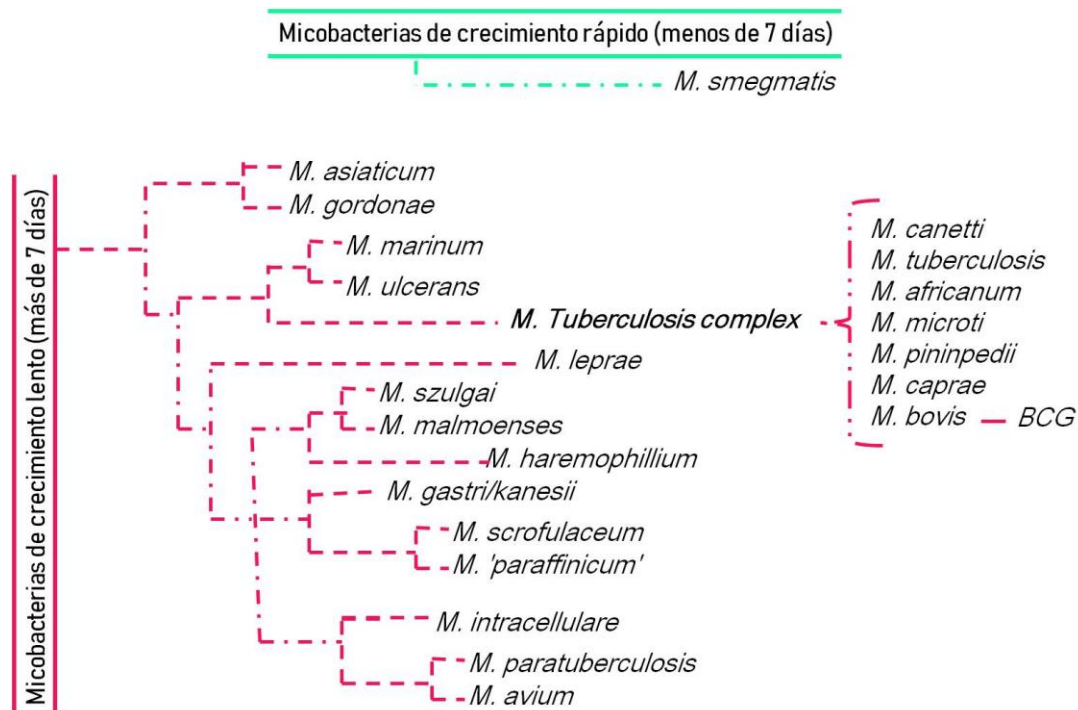 Micobacterias de crecimiento rápido (menos de 7 días)
M. smegmatis
Micobacterias de crecimiento lento (más de 7 días)
M. asiaticum
M. gordonae
M. marinum
M. ulcerans
M. Tuberculosis complex
M. canetti
M. tuberculosis
M. africanum
M. microti
M. pininpedii
M. caprae
M. bovis — BCG
M. leprae
M. szulgai
M. malmoenses
M. haremophillium
M. gastri/kanesii
M. scrofulaceum
M. 'paraffinicum'
M. intracellulare
M. paratuberculosis
M. avium